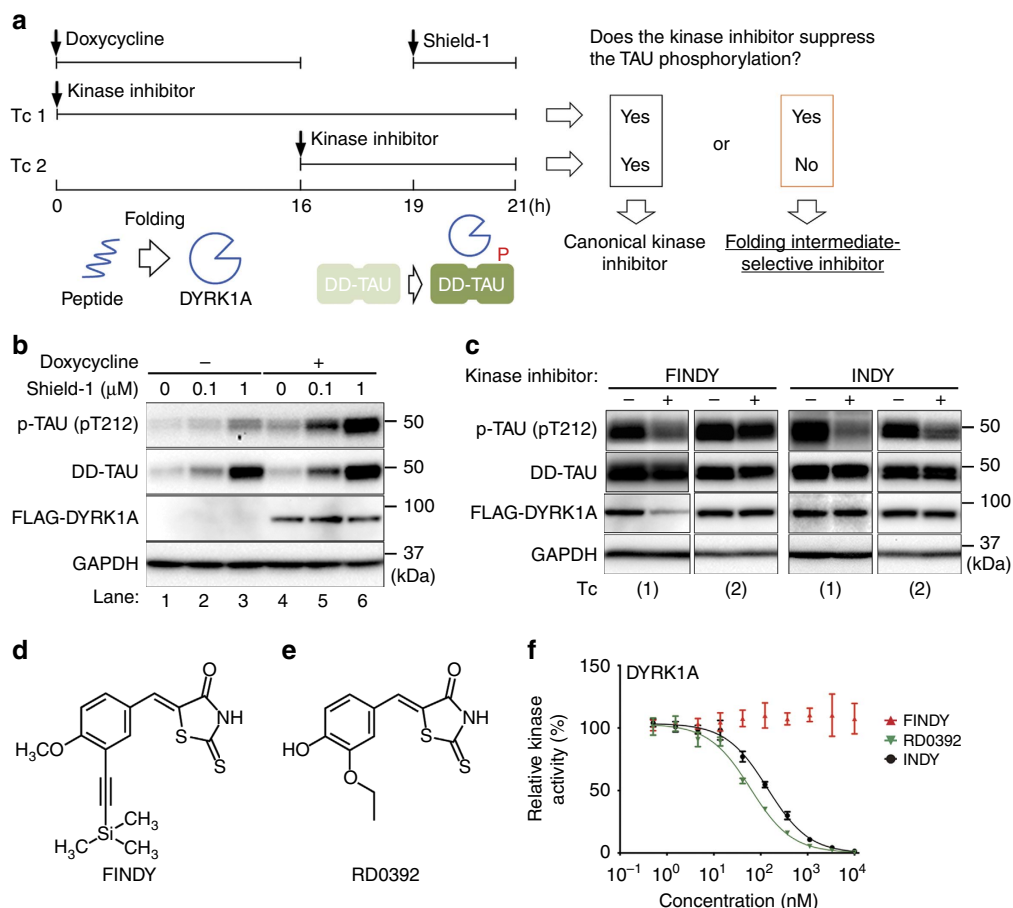 a
Doxycycline
Shield-1
Does the kinase inhibitor suppress
the TAU phosphorylation?
Kinase inhibitor
Tc 1
Yes
Yes
or
Yes
No
Kinase inhibitor
Tc 2
0
16
19
21(h)
Folding
Peptide
DYRK1A
DD-TAU
P
DD-TAU
Canonical kinase
inhibitor
Folding intermediate-
selective inhibitor
b
Doxycycline – +
Shield-1 (μM) 0 0.1 1 0 0.1 1
p-TAU (pT212) 50
DD-TAU 50
FLAG-DYRK1A 100
GAPDH 37
(kDa)
Lane: 1 2 3 4 5 6
c
Kinase inhibitor: FINDY INDY
– + – + – + – +
p-TAU (pT212) 50
DD-TAU 50
FLAG-DYRK1A 100
GAPDH 37
(kDa)
Tc (1) (2) (1) (2)
d
O
NH
S
S
H₃CO
Si
CH₃
CH₃
H₃C
FINDY
e
O
NH
S
S
HO
O
RD0392
f
DYRK1A
150
100
50
0
Relative kinase
activity (%)
FINDY
RD0392
INDY
10⁻¹ 10⁰ 10¹ 10² 10³ 10⁴
Concentration (nM)